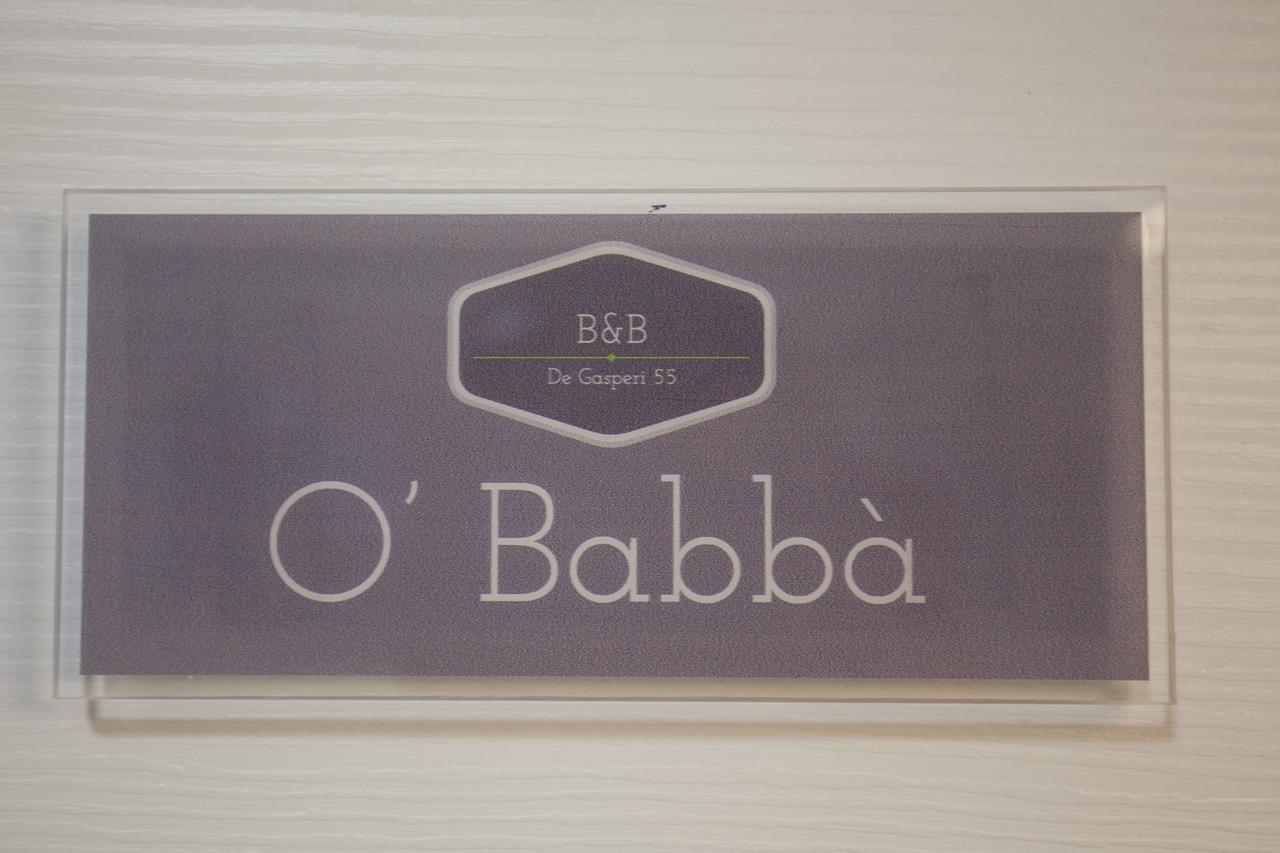 B&B
De Gasperi 55
O’ Babbà